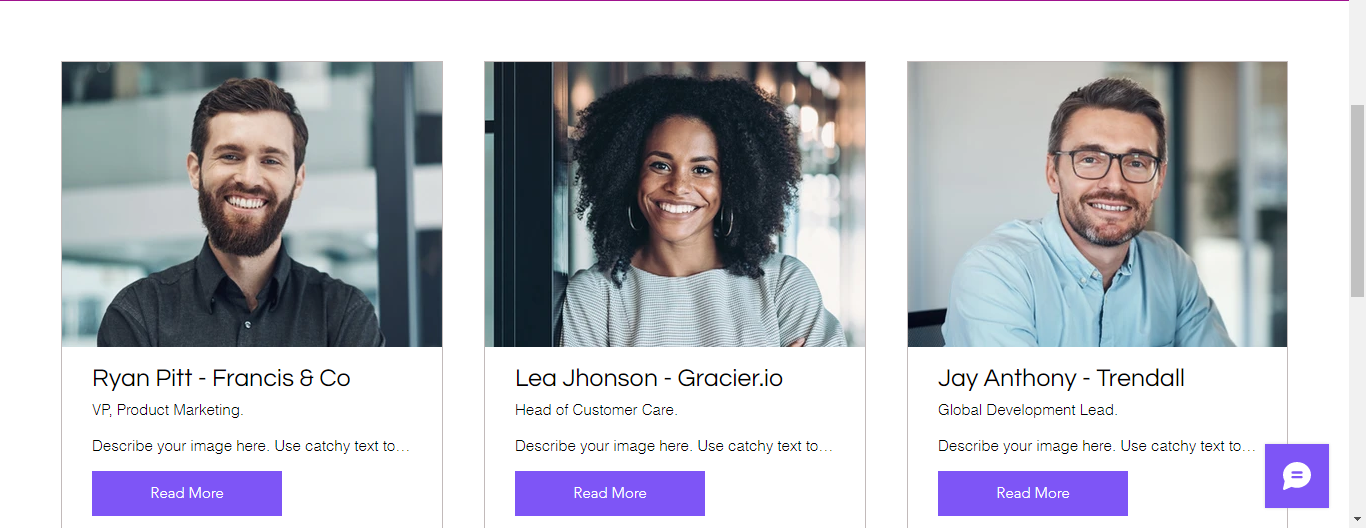 Ryan Pitt - Francis & Co
VP, Product Marketing.
Describe your image here. Use catchy text to…
Read More
Lea Jhonson - Gracier.io
Head of Customer Care.
Describe your image here. Use catchy text to…
Read More
Jay Anthony - Trendall
Global Development Lead.
Describe your image here. Use catchy text to…
Read More